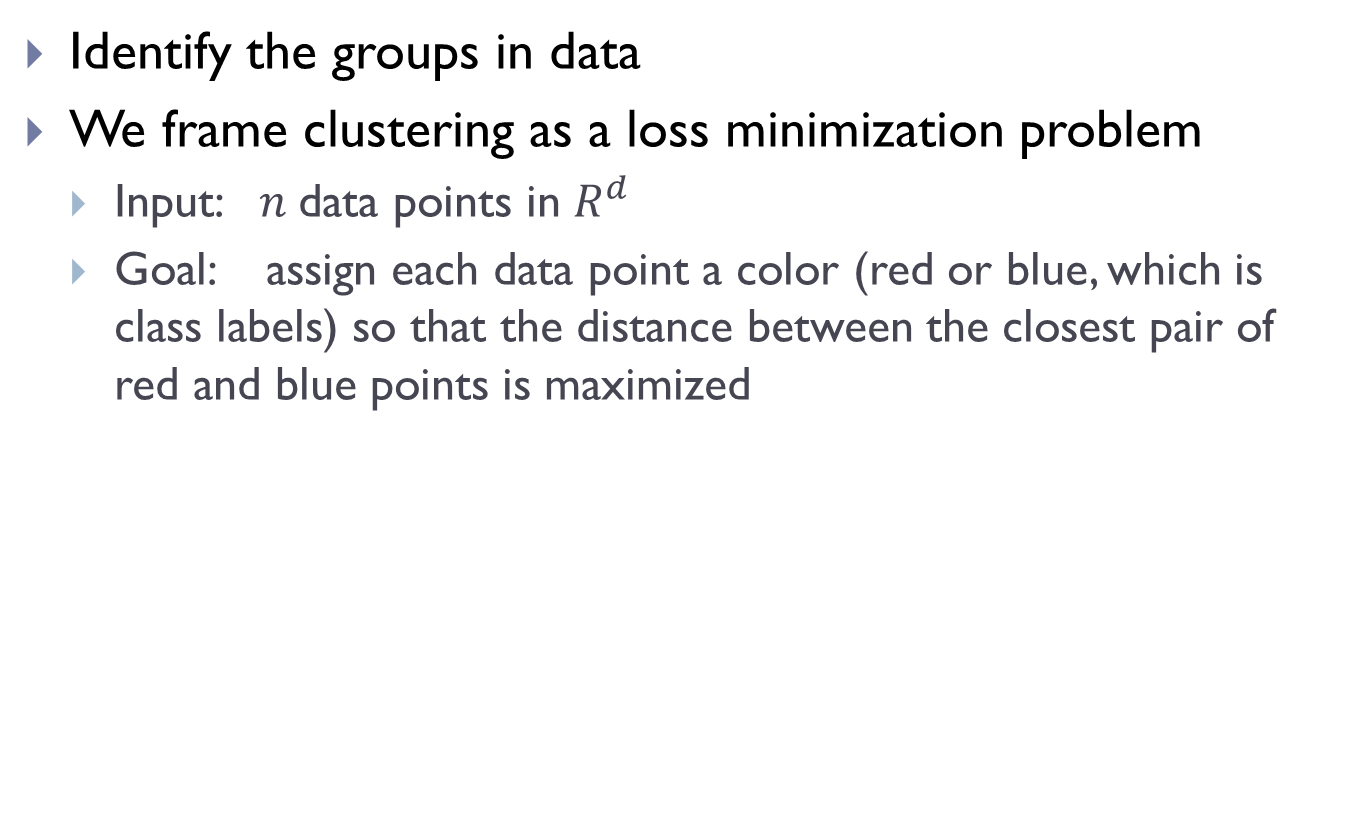 Identify the groups in data
We frame clustering as a loss minimization problem
Input: n data points in R^d
Goal: assign each data point a color (red or blue, which is
class labels) so that the distance between the closest pair of
red and blue points is maximized